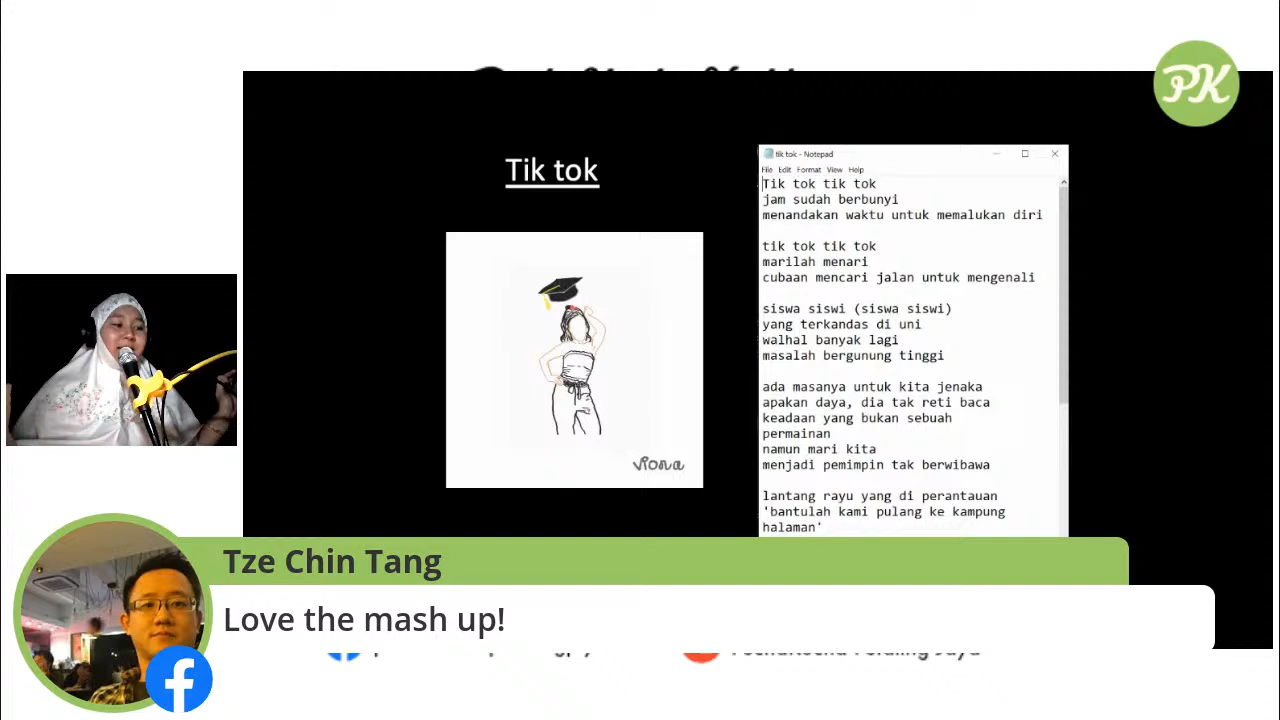 PK
Tik tok
viona
tik tok - Notepad
File Edit Format View Help
Tik tok tik tok
jam sudah berbunyi
menandakan waktu untuk memalukan diri
tik tok tik tok
marilah menari
cubaan mencari jalan untuk mengenali
siswa siswi (siswa siswi)
yang terkandas di uni
walhal banyak lagi
masalah bergunung tinggi
ada masanya untuk kita jenaka
apakan daya, dia tak reti baca
keadaan yang bukan sebuah
permainan
namun mari kita
menjadi pemimpin tak berwibawa
lantang rayu yang di perantauan
'bantulah kami pulang ke kampung
halaman'
Tze Chin Tang
Love the mash up!